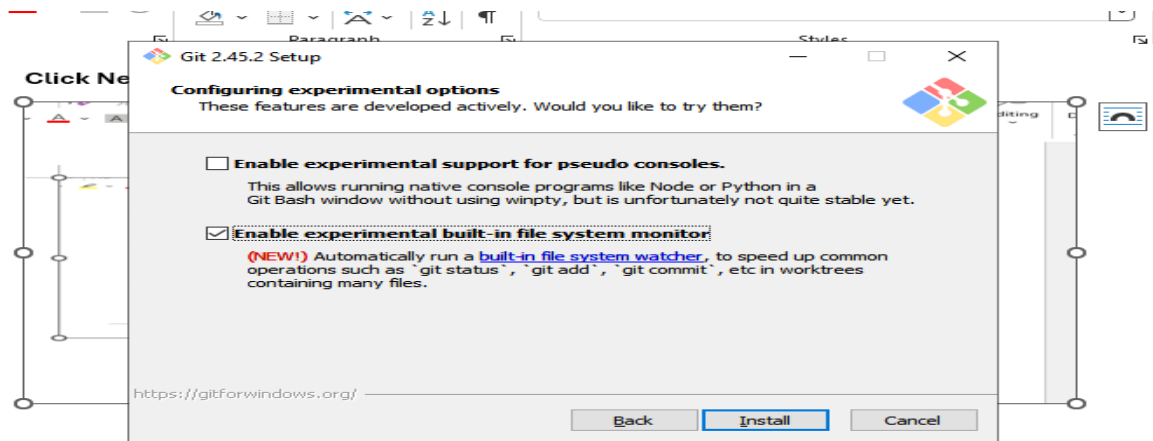 Paragraph
Styles
Git 2.45.2 Setup
Click Ne
Configuring experimental options
These features are developed actively. Would you like to try them?
A
A
diting
Enable experimental support for pseudo consoles.
This allows running native console programs like Node or Python in a
Git Bash window without using winpty, but is unfortunately not quite stable yet.
Enable experimental built-in file system monitor
(NEW!) Automatically run a built-in file system watcher, to speed up common
operations such as `git status`, `git add`, `git commit`, etc in worktrees
containing many files.
https://gitforwindows.org/
Back Install Cancel